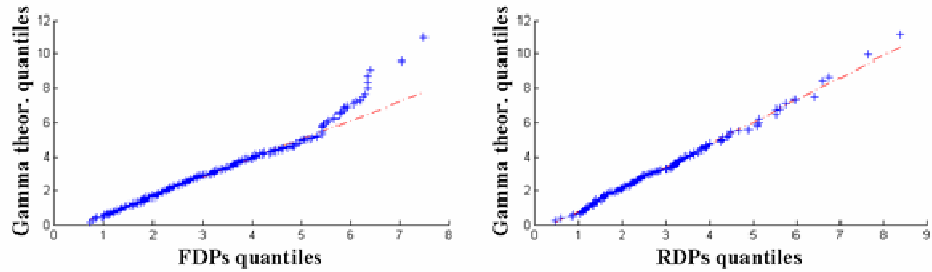 Gamma theor. quantiles
12
10
8
6
4
2
0
0 1 2 3 4 5 6 7 8
FDPs quantiles
Gamma theor. quantiles
12
10
8
6
4
2
0
0 1 2 3 4 5 6 7 8 9
RDPs quantiles